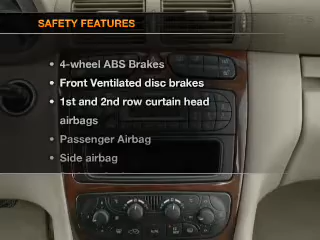 SAFETY FEATURES
• 4-wheel ABS Brakes
• Front Ventilated disc brakes
• 1st and 2nd row curtain head
airbags
• Passenger Airbag
• Side airbag